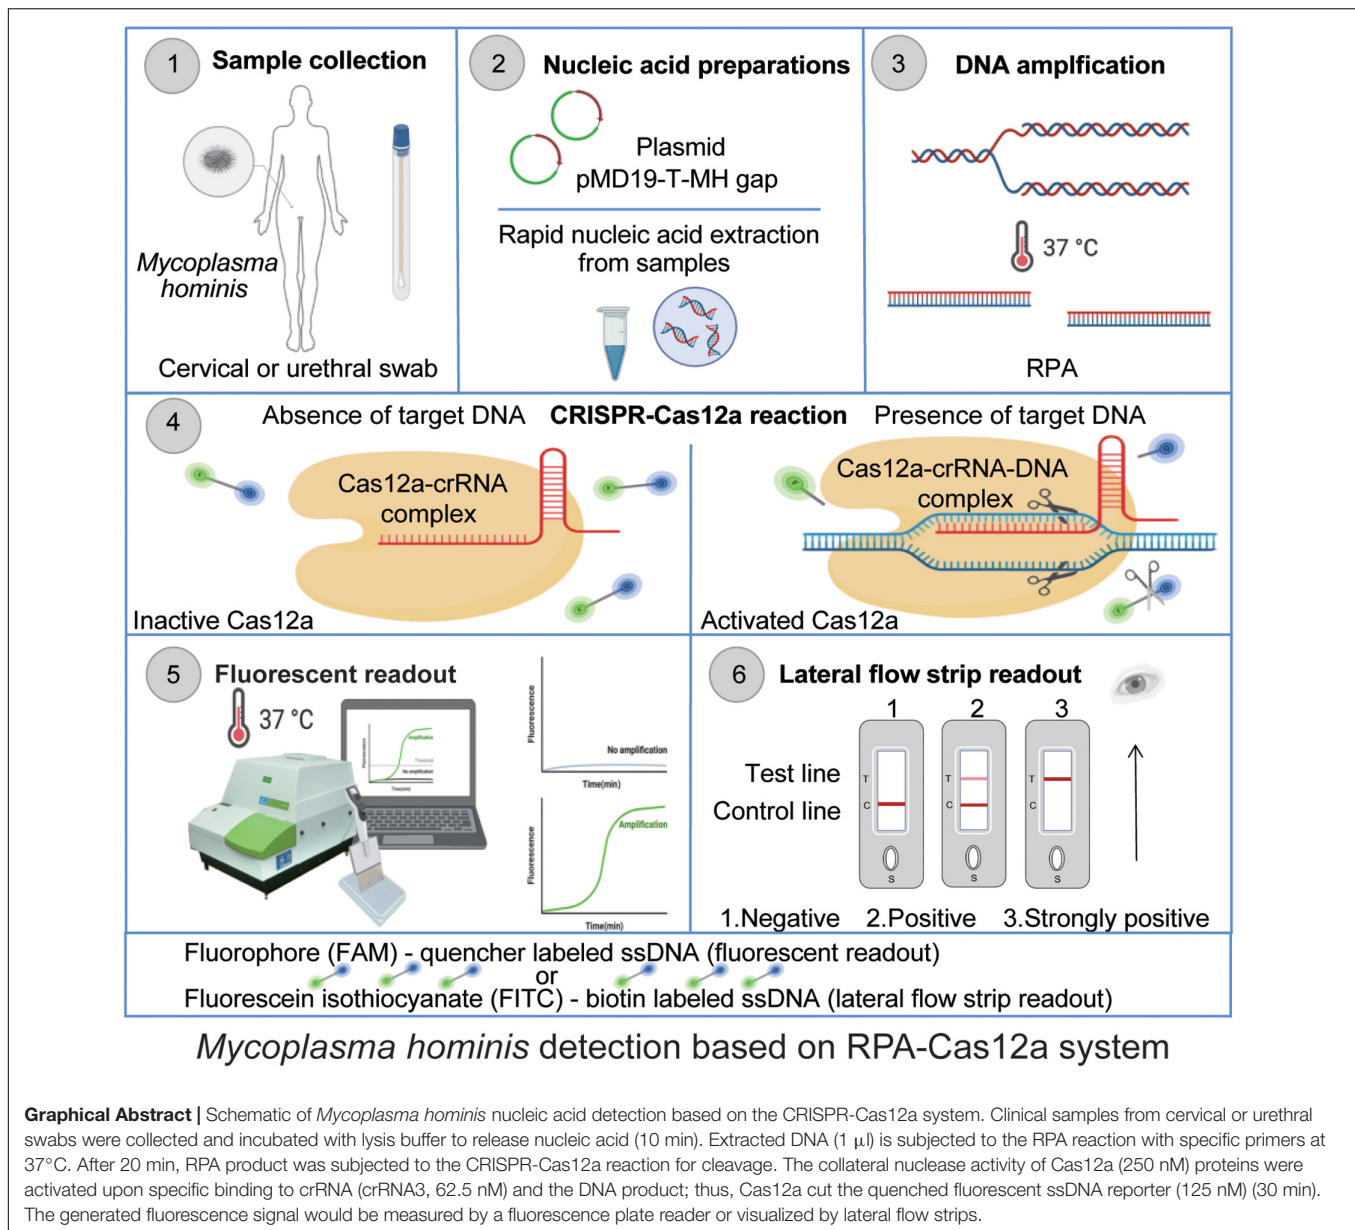 1
Sample collection
Mycoplasma
hominis
Cervical or urethral swab
2
Nucleic acid preparations
Plasmid
pMD19-T-MH gap
Rapid nucleic acid extraction
from samples
3
DNA amplfication
37 °C
RPA
4
Absence of target DNA
CRISPR-Cas12a reaction
Presence of target DNA
Cas12a-crRNA
complex
Inactive Cas12a
Cas12a-crRNA-DNA
complex
Activated Cas12a
5
Fluorescent readout
37 °C
Fluorescence
Amplification
Threshold
No amplification
Time(min)
Fluorescence
No amplification
Time(min)
Fluorescence
Amplification
Time(min)
6
Lateral flow strip readout
1 2 3
Test line
Control line
T
C
S
T
C
S
T
C
S
1.Negative 2.Positive 3.Strongly positive
Fluorophore (FAM) - quencher labeled ssDNA (fluorescent readout)
or
Fluorescein isothiocyanate (FITC) - biotin labeled ssDNA (lateral flow strip readout)
Mycoplasma hominis detection based on RPA-Cas12a system
Graphical Abstract | Schematic of Mycoplasma hominis nucleic acid detection based on the CRISPR-Cas12a system. Clinical samples from cervical or urethral
swabs were collected and incubated with lysis buffer to release nucleic acid (10 min). Extracted DNA (1 μl) is subjected to the RPA reaction with specific primers at
37°C. After 20 min, RPA product was subjected to the CRISPR-Cas12a reaction for cleavage. The collateral nuclease activity of Cas12a (250 nM) proteins were
activated upon specific binding to crRNA (crRNA3, 62.5 nM) and the DNA product; thus, Cas12a cut the quenched fluorescent ssDNA reporter (125 nM) (30 min).
The generated fluorescence signal would be measured by a fluorescence plate reader or visualized by lateral flow strips.